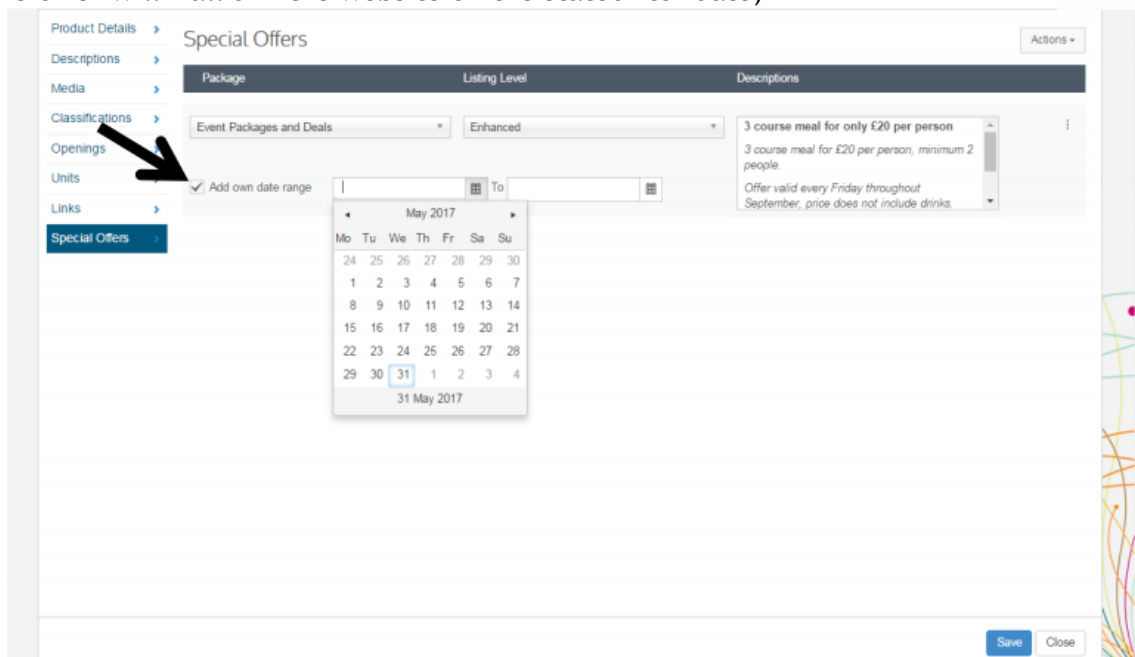 Product Details
Descriptions
Media
Classifications
Openings
Units
Links
Special Offers
Special Offers
Actions
Package Listing Level Descriptions
Event Packages and Deals Enhanced
3 course meal for only £20 per person
3 course meal for £20 per person, minimum 2
people.
Offer valid every Friday throughout
September, price does not include drinks.
Add own date range To
May 2017
Mo Tu We Th Fr Sa Su
24 25 26 27 28 29 30
1 2 3 4 5 6 7
8 9 10 11 12 13 14
15 16 17 18 19 20 21
22 23 24 25 26 27 28
29 30 31 1 2 3 4
31 May 2017
Save Close